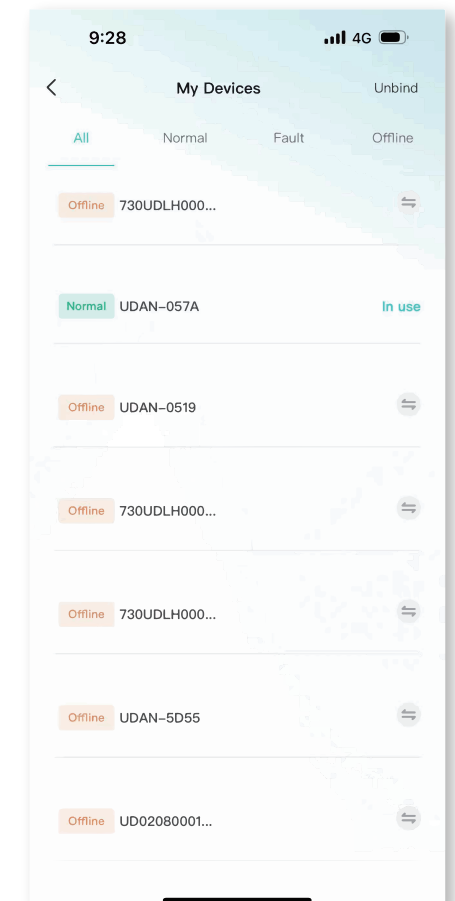 9:28 4G
My Devices Unbind
All Normal Fault Offline
Offline 730UDLH000...
Normal UDAN-057A In use
Offline UDAN-0519
Offline 730UDLH000...
Offline 730UDLH000...
Offline UDAN-5D55
Offline UD02080001...